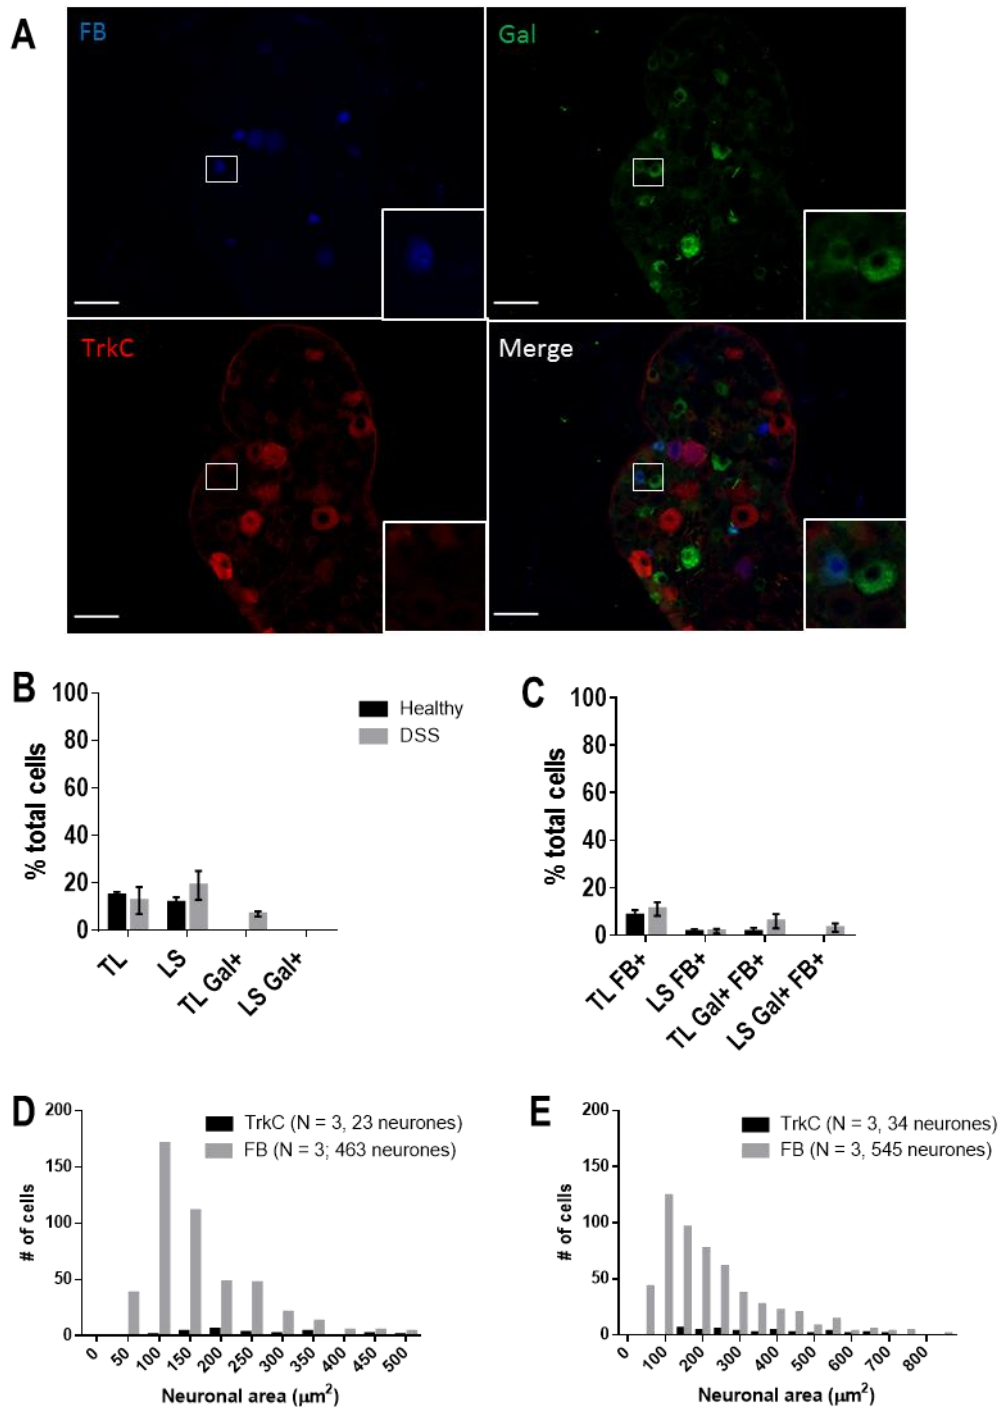 A
FB
Gal
TrkC
Merge
B
% total cells
100
80
60
40
20
0
TL
LS
TL Gal+
LS Gal+
Healthy
DSS
C
% total cells
100
80
60
40
20
0
TL FB+
LS FB+
TL Gal+ FB+
LS Gal+ FB+
D
# of cells
200
150
100
50
0
TrkC (N = 3, 23 neurones)
FB (N = 3; 463 neurones)
0
50
100
150
200
250
300
350
400
450
500
Neuronal area (μm²)
E
# of cells
200
150
100
50
0
TrkC (N = 3, 34 neurones)
FB (N = 3, 545 neurones)
0
100
200
300
400
500
600
700
800
Neuronal area (μm²)